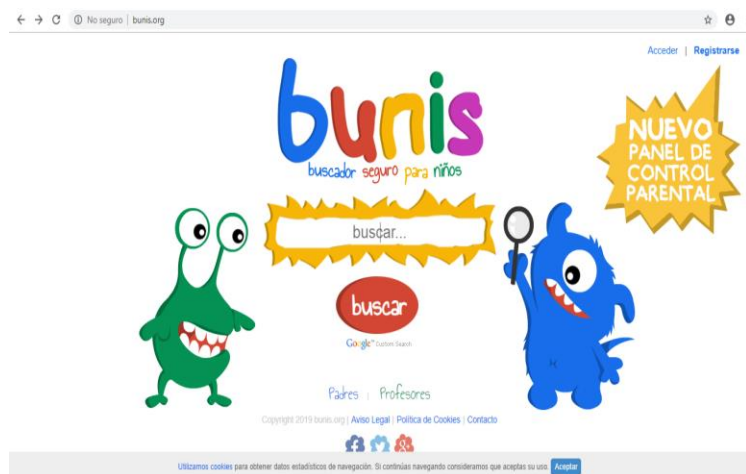 No seguro | bunis.org
Acceder | Registrarse
bunis
buscador seguro para niños
NUEVO
PANEL DE
CONTROL
PARENTAL
buscar...
buscar
Google™ Custom Search
Padres | Profesores
Copyright 2019 bunis.org | Aviso Legal | Política de Cookies | Contacto
Utilizamos cookies para obtener datos estadísticos de navegación. Si continúas navegando consideramos que aceptas su uso. Aceptar